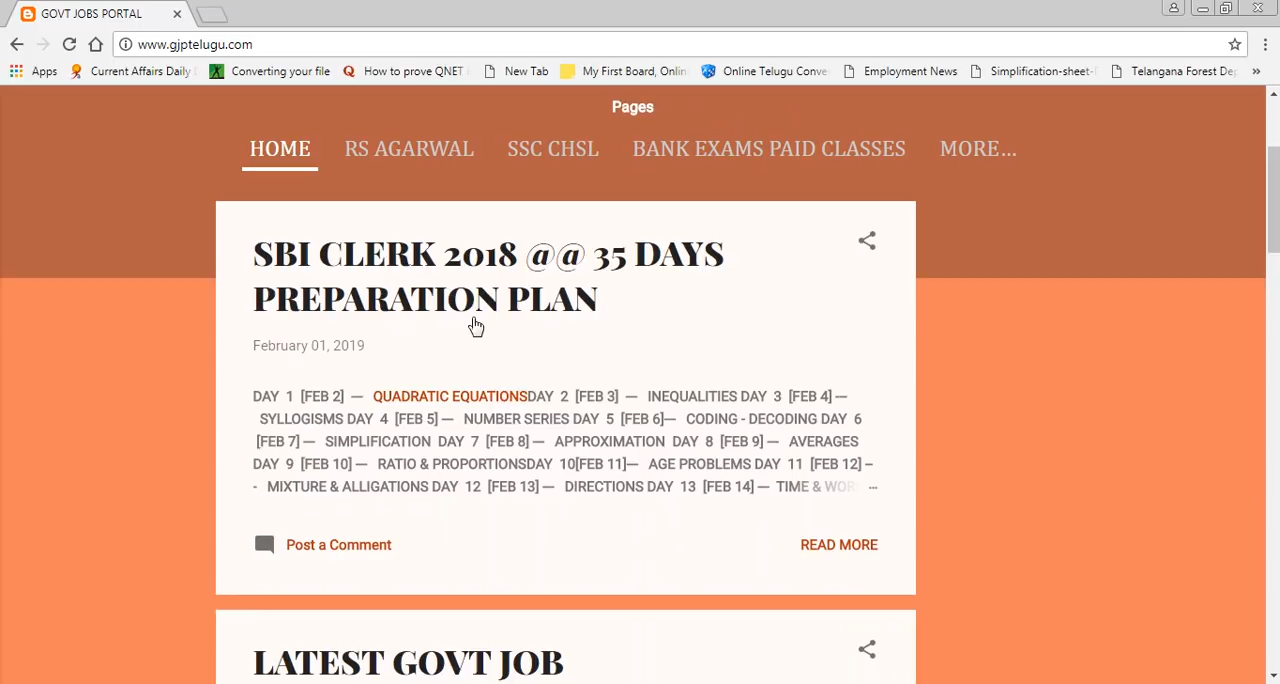 GOVT JOBS PORTAL
www.gjptelugu.com
Apps Current Affairs Daily Converting your file How to prove QNET New Tab My First Board, Onlin Online Telugu Conve Employment News Simplification-sheet- Telangana Forest Dep »
Pages
HOME RS AGARWAL SSC CHSL BANK EXAMS PAID CLASSES MORE...
SBI CLERK 2018 @@ 35 DAYS
PREPARATION PLAN
February 01, 2019
DAY 1 [FEB 2] — QUADRATIC EQUATIONSDAY 2 [FEB 3] — INEQUALITIES DAY 3 [FEB 4] —
SYLLOGISMS DAY 4 [FEB 5] — NUMBER SERIES DAY 5 [FEB 6]— CODING - DECODING DAY 6
[FEB 7] — SIMPLIFICATION DAY 7 [FEB 8] — APPROXIMATION DAY 8 [FEB 9] — AVERAGES
DAY 9 [FEB 10] — RATIO & PROPORTIONSDAY 10[FEB 11]— AGE PROBLEMS DAY 11 [FEB 12] –
- MIXTURE & ALLIGATIONS DAY 12 [FEB 13] — DIRECTIONS DAY 13 [FEB 14] — TIME & WOR ...
Post a Comment READ MORE
LATEST GOVT JOB